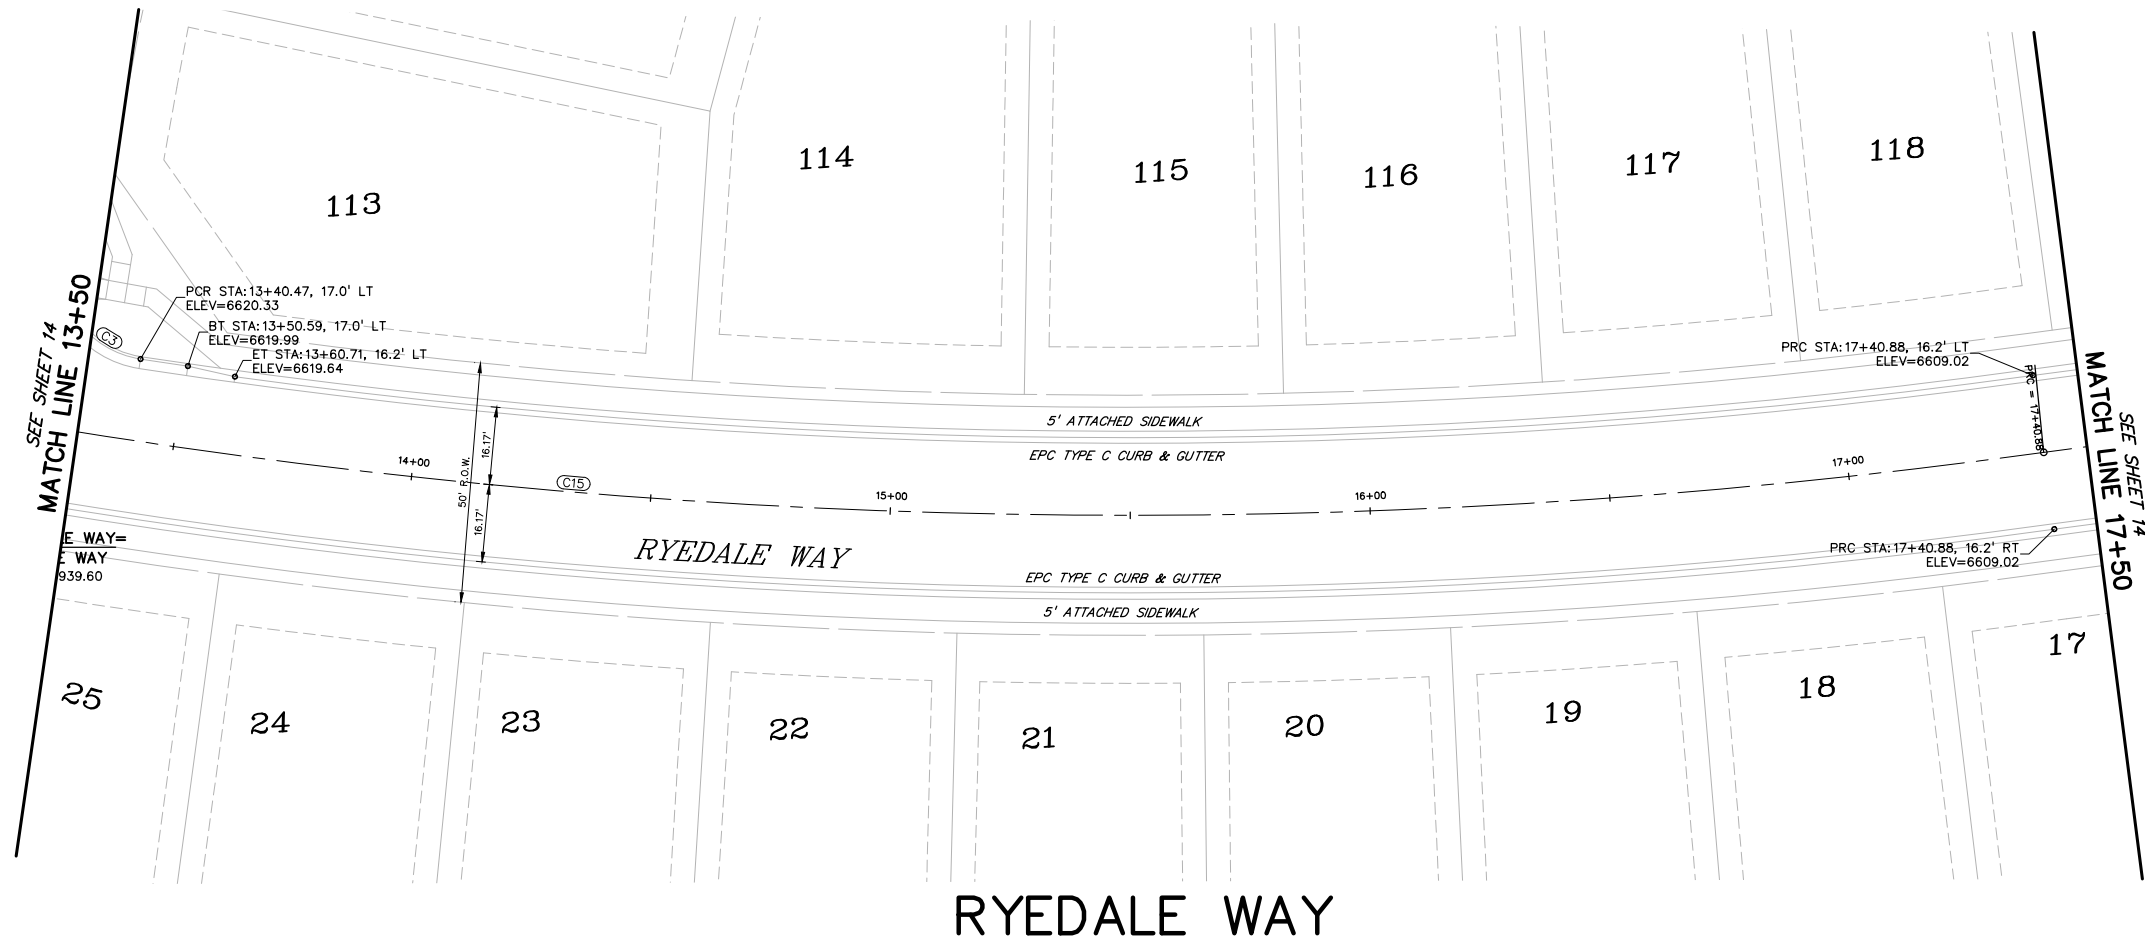 113
114
115
116
117
118
PCR STA:13+40.47, 17.0' LT
ELEV=6620.33
BT STA:13+50.59, 17.0' LT
ELEV=6619.99
ET STA:13+60.71, 16.2' LT
ELEV=6619.64
C3
SEE SHEET 14
MATCH LINE 13+50
PRC STA:17+40.88, 16.2' LT
ELEV=6609.02
PRC = 17+40.88
MATCH LINE 17+50
SEE SHEET 14
5' ATTACHED SIDEWALK
EPC TYPE C CURB & GUTTER
16.17'
50' R.O.W.
16.17'
14+00
C15
15+00
16+00
17+00
RYEDALE WAY
E WAY=
E WAY
939.60
EPC TYPE C CURB & GUTTER
5' ATTACHED SIDEWALK
PRC STA:17+40.88, 16.2' RT
ELEV=6609.02
25
24
23
22
21
20
19
18
17
RYEDALE WAY